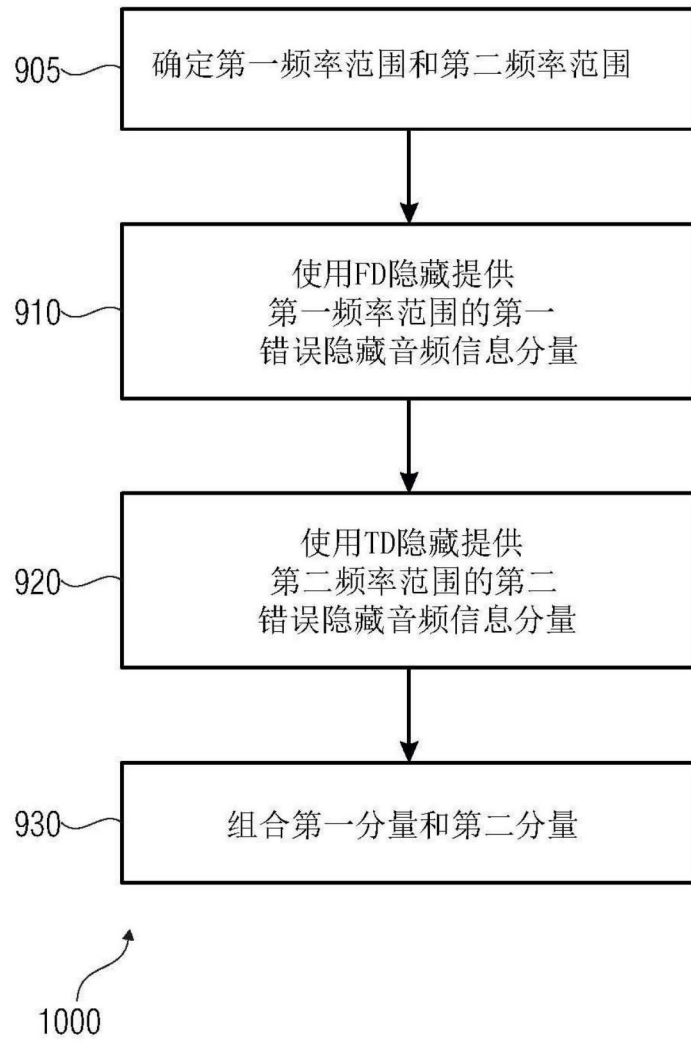 905
确定第一频率范围和第二频率范围
910
使用FD隐藏提供
第一频率范围的第一
错误隐藏音频信息分量
920
使用TD隐藏提供
第二频率范围的第二
错误隐藏音频信息分量
930
组合第一分量和第二分量
1000